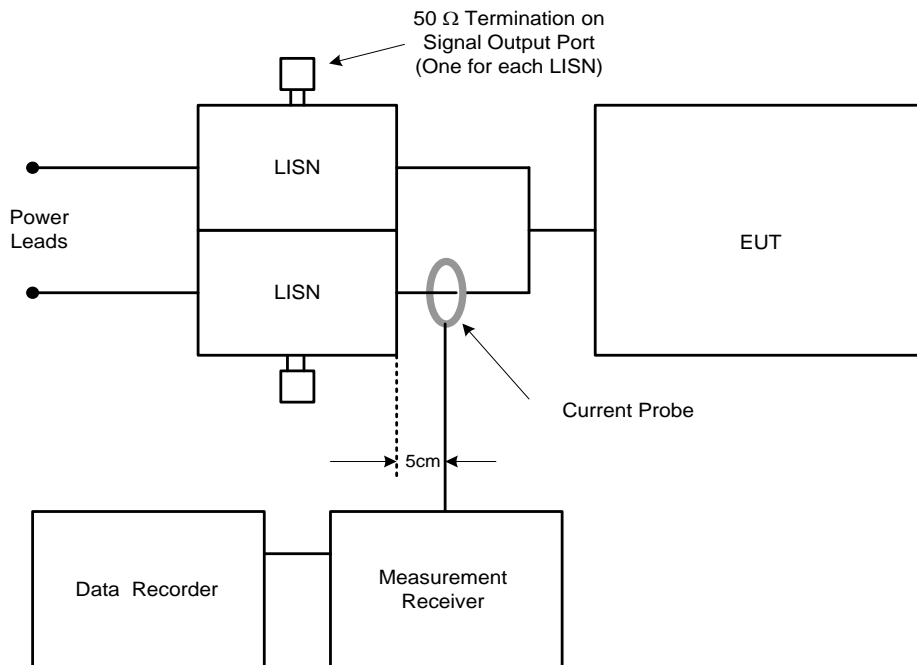 50 Ω Termination on
Signal Output Port
(One for each LISN)
LISN
Power
Leads
EUT
LISN
Current Probe
5cm
Data Recorder
Measurement
Receiver